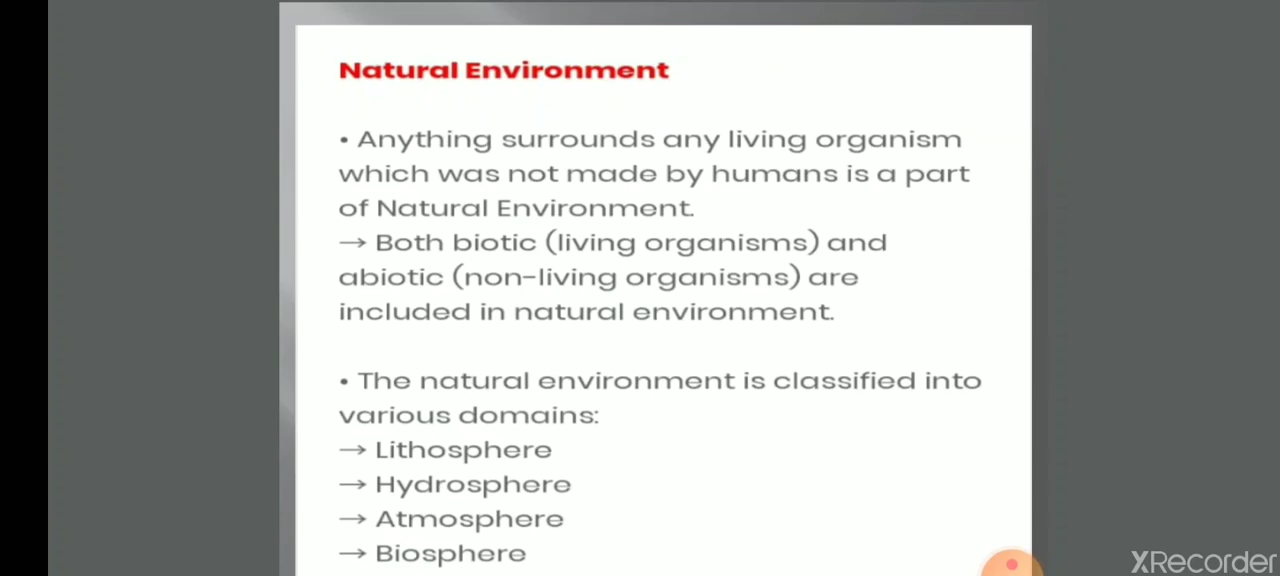 Natural Environment
• Anything surrounds any living organism
which was not made by humans is a part
of Natural Environment.
→ Both biotic (living organisms) and
abiotic (non-living organisms) are
included in natural environment.
• The natural environment is classified into
various domains:
→ Lithosphere
→ Hydrosphere
→ Atmosphere
→ Biosphere
XRecorder